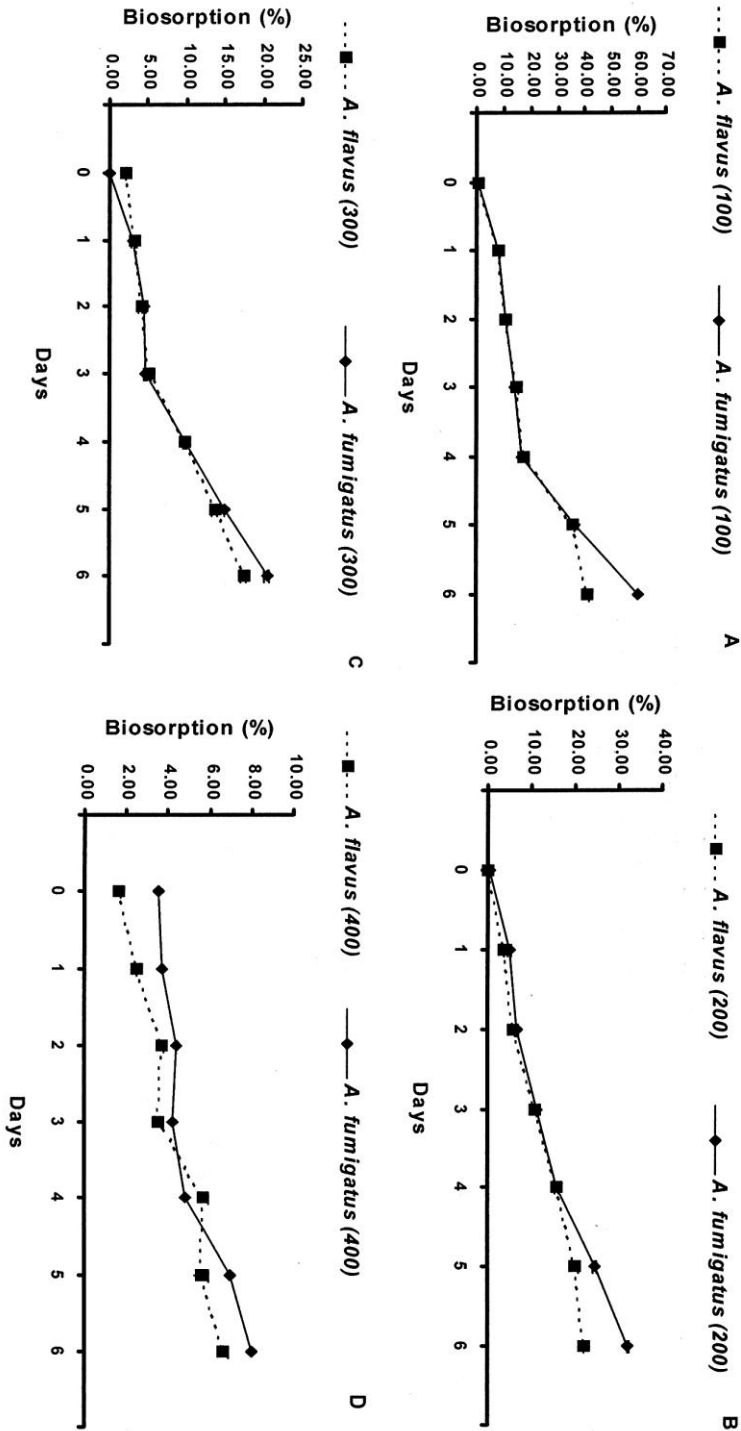 A
A. flavus (100) A. fumigatus (100)
Biosorption (%)
70.00
60.00
50.00
40.00
30.00
20.00
10.00
0.00
0 1 2 3 4 5 6
Days
B
A. flavus (200) A. fumigatus (200)
Biosorption (%)
40.00
30.00
20.00
10.00
0.00
0 1 2 3 4 5 6
Days
C
A. flavus (300) A. fumigatus (300)
Biosorption (%)
25.00
20.00
15.00
10.00
5.00
0.00
0 1 2 3 4 5 6
Days
D
A. flavus (400) A. fumigatus (400)
Biosorption (%)
10.00
8.00
6.00
4.00
2.00
0.00
0 1 2 3 4 5 6
Days